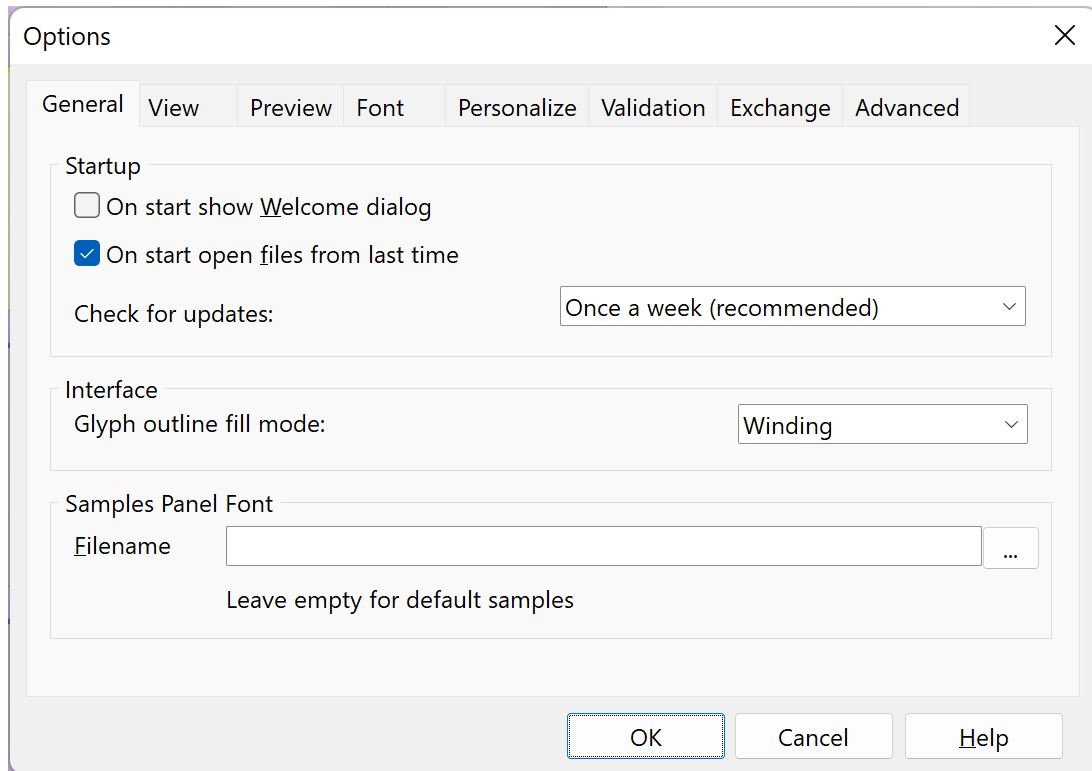 Options
General View Preview Font Personalize Validation Exchange Advanced
Startup
On start show Welcome dialog
On start open files from last time
Check for updates: Once a week (recommended)
Interface
Glyph outline fill mode: Winding
Samples Panel Font
Filename ...
Leave empty for default samples
OK Cancel Help